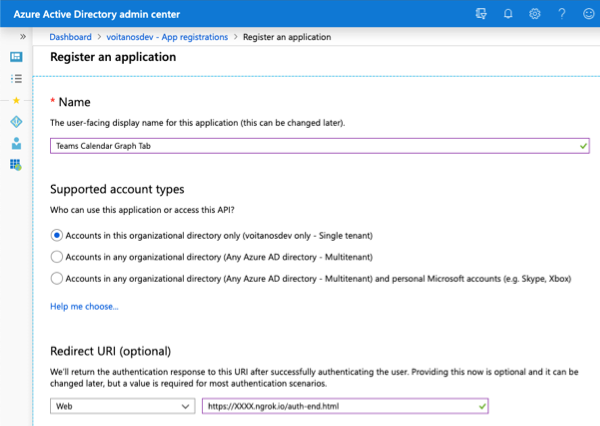 Azure Active Directory admin center
Dashboard > voitanosdev - App registrations > Register an application
Register an application
* Name
The user-facing display name for this application (this can be changed later).
Teams Calendar Graph Tab
Supported account types
Who can use this application or access this API?
Accounts in this organizational directory only (voitanosdev only - Single tenant)
Accounts in any organizational directory (Any Azure AD directory - Multitenant)
Accounts in any organizational directory (Any Azure AD directory - Multitenant) and personal Microsoft accounts (e.g. Skype, Xbox)
Help me choose...
Redirect URI (optional)
We'll return the authentication response to this URI after successfully authenticating the user. Providing this now is optional and it can be
changed later, but a value is required for most authentication scenarios.
Web https://XXXX.ngrok.io/auth-end.html